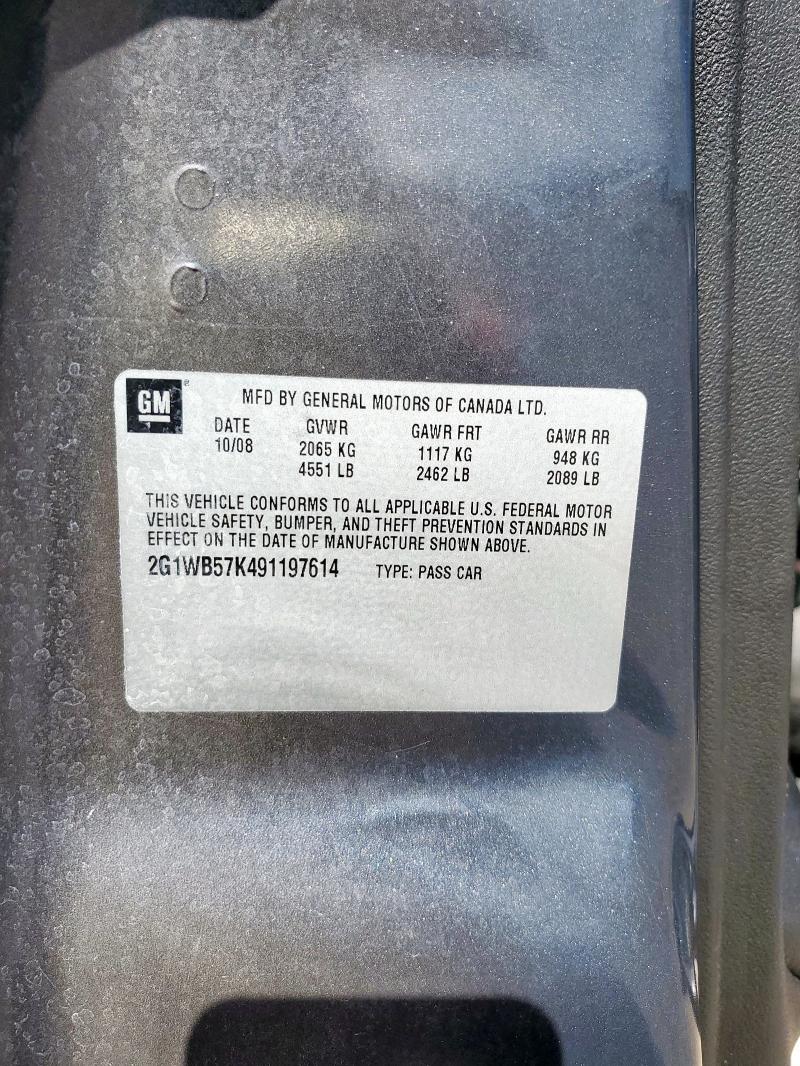 GM
MFD BY GENERAL MOTORS OF CANADA LTD.
DATE GVWR GAWR FRT GAWR RR
10/08 2065 KG 1117 KG 948 KG
4551 LB 2462 LB 2089 LB
THIS VEHICLE CONFORMS TO ALL APPLICABLE U.S. FEDERAL MOTOR
VEHICLE SAFETY, BUMPER, AND THEFT PREVENTION STANDARDS IN
EFFECT ON THE DATE OF MANUFACTURE SHOWN ABOVE.
2G1WB57K491197614 TYPE: PASS CAR